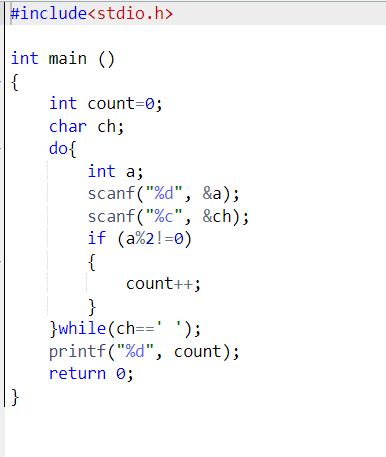 #include<stdio.h>
int main ()
{
int count=0;
char ch;
do{
int a;
scanf("%d", &a);
scanf("%c", &ch);
if (a%2!=0)
{
count++;
}
}while(ch==' ');
printf("%d", count);
return 0;
}